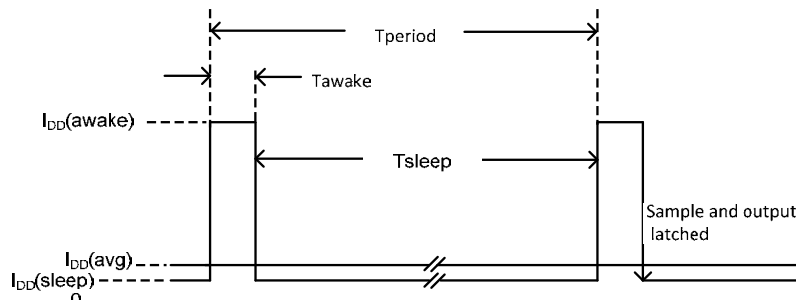 Tperiod
Tawake
IDD(awake)
Tsleep
Sample and output
latched
IDD(avg)
IDD(sleep)
0